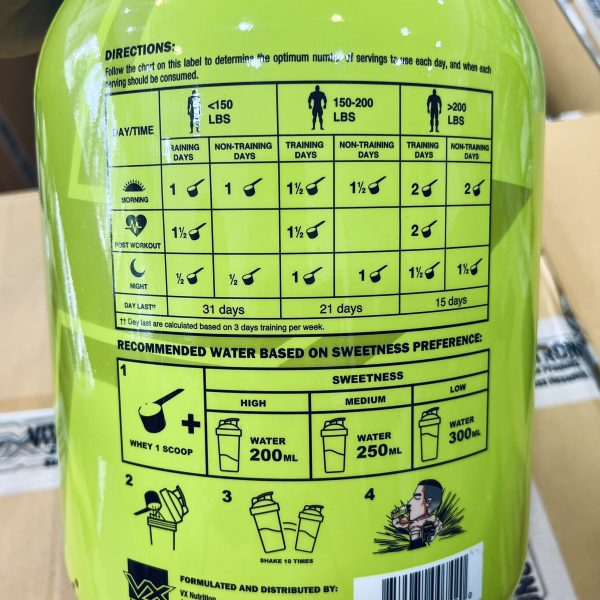 DIRECTIONS:
Follow the chart on this label to determine the optimum number of servings to use each day, and when each
serving should be consumed.
DAY/TIME
<150 LBS
150-200 LBS
>200 LBS
TRAINING DAYS
NON-TRAINING DAYS
TRAINING DAYS
NON-TRAINING DAYS
TRAINING DAYS
NON-TRAINING DAYS
MORNING 1 1 1½ 1½ 2 2
POST WORKOUT 1½ 1½ 2
NIGHT ½ ½ 1 1 1½ 1½
DAY LAST†† 31 days 21 days 15 days
†† Day last are calculated based on 3 days training per week.
RECOMMENDED WATER BASED ON SWEETNESS PREFERENCE:
1
WHEY 1 SCOOP
+
SWEETNESS
HIGH MEDIUM LOW
WATER 200ML
WATER 250ML
WATER 300ML
2 3 4
SHAKE 10 TIMES
VX
FORMULATED AND DISTRIBUTED BY:
VX Nutrition